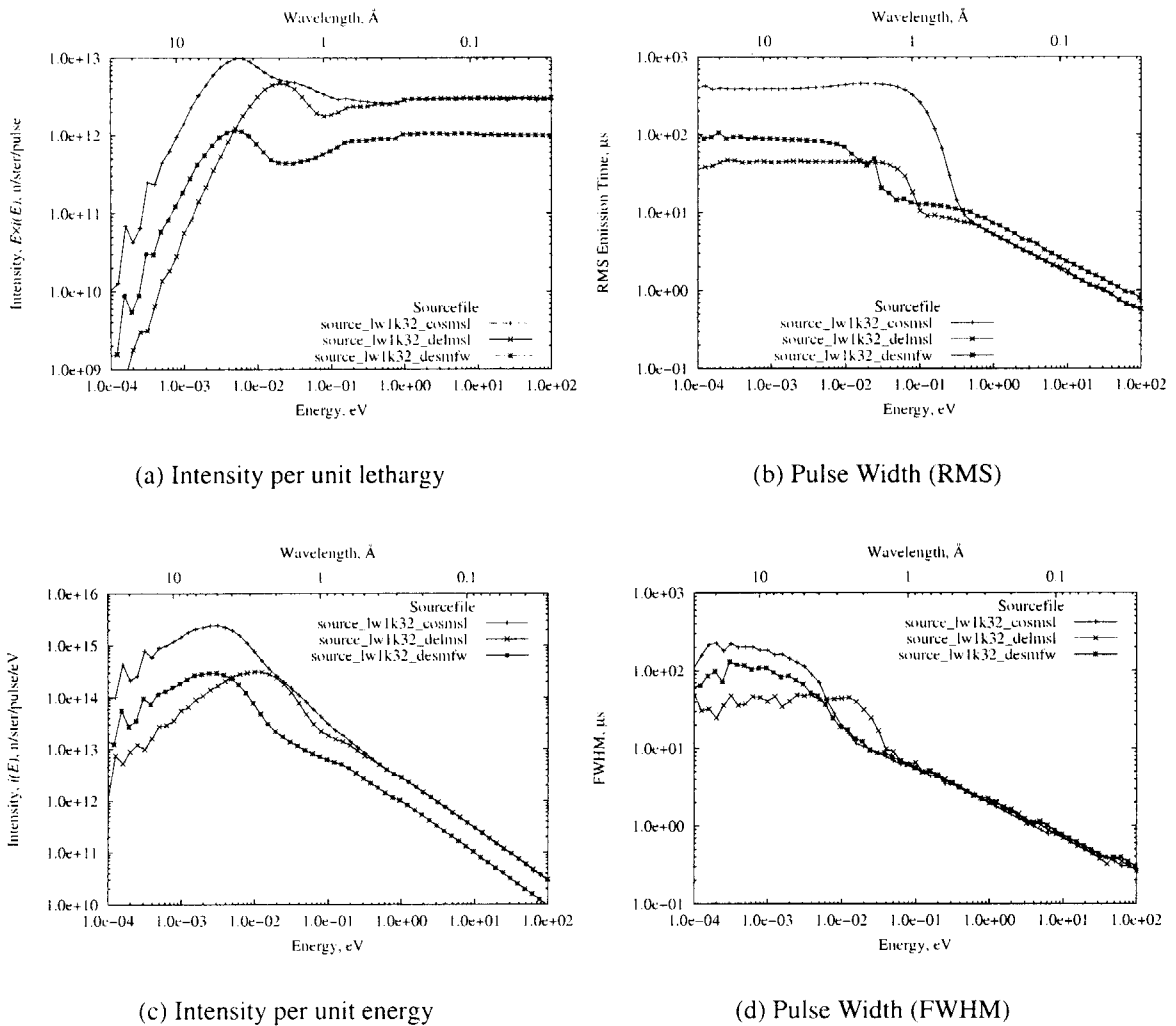 Wavelength, Å
10 1 0.1
1.0e+13
1.0e+12
1.0e+11
1.0e+10
1.0e+09
Intensity, E×i(E), n/ster/pulse
Sourcefile
source_lw1k32_cosmsl
source_lw1k32_delmsl
source_lw1k32_desmfw
1.0e−04 1.0e−03 1.0e−02 1.0e−01 1.0e+00 1.0e+01 1.0e+02
Energy, eV
(a) Intensity per unit lethargy
Wavelength, Å
10 1 0.1
1.0e+03
1.0e+02
1.0e+01
1.0e+00
1.0e−01
RMS Emission Time, μs
Sourcefile
source_lw1k32_cosmsl
source_lw1k32_delmsl
source_lw1k32_desmfw
1.0e−04 1.0e−03 1.0e−02 1.0e−01 1.0e+00 1.0e+01 1.0e+02
Energy, eV
(b) Pulse Width (RMS)
Wavelength, Å
10 1 0.1
1.0e+16
1.0e+15
1.0e+14
1.0e+13
1.0e+12
1.0e+11
1.0e+10
Intensity, i(E), n/ster/pulse/eV
Sourcefile
source_lw1k32_cosmsl
source_lw1k32_delmsl
source_lw1k32_desmfw
1.0e−04 1.0e−03 1.0e−02 1.0e−01 1.0e+00 1.0e+01 1.0e+02
Energy, eV
(c) Intensity per unit energy
Wavelength, Å
10 1 0.1
1.0e+03
1.0e+02
1.0e+01
1.0e+00
1.0e−01
FWHM, μs
Sourcefile
source_lw1k32_cosmsl
source_lw1k32_delmsl
source_lw1k32_desmfw
1.0e−04 1.0e−03 1.0e−02 1.0e−01 1.0e+00 1.0e+01 1.0e+02
Energy, eV
(d) Pulse Width (FWHM)